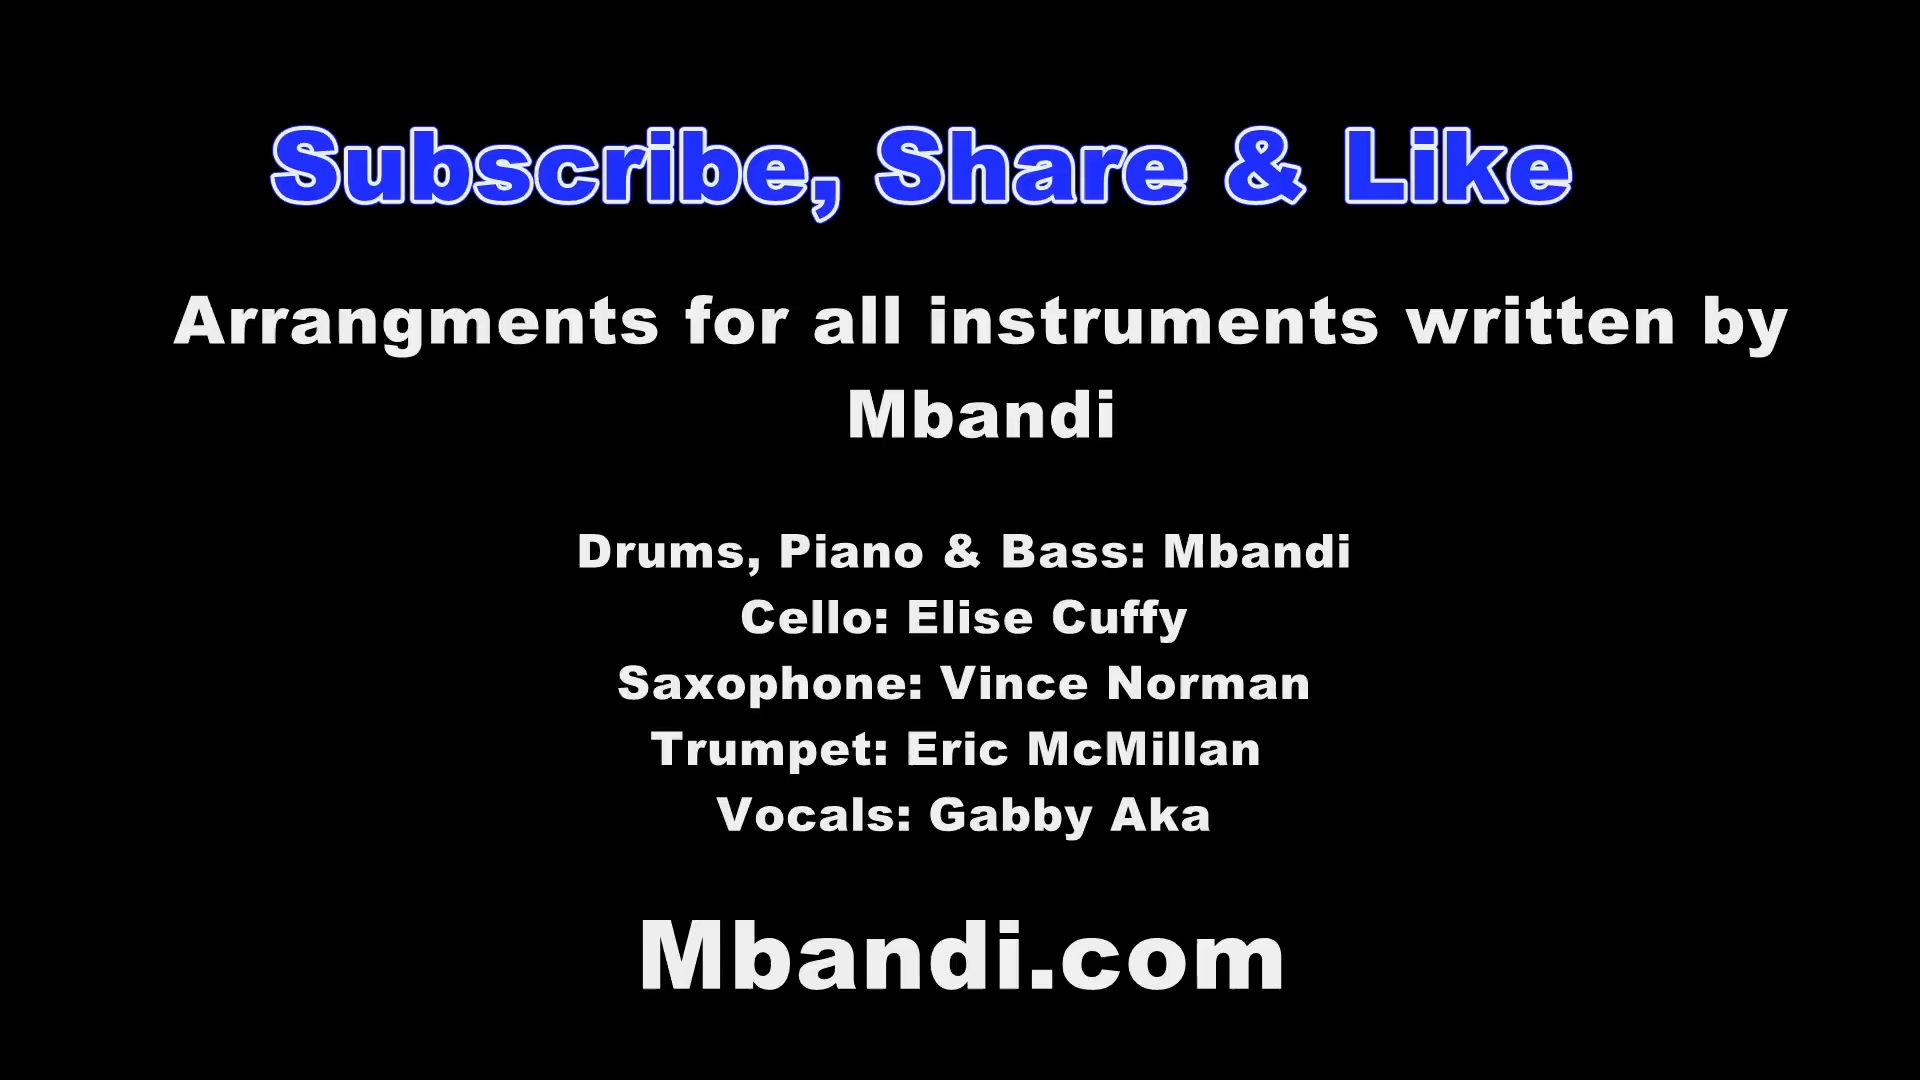 Subscribe, Share & Like
Arrangments for all instruments written by
Mbandi
Drums, Piano & Bass: Mbandi
Cello: Elise Cuffy
Saxophone: Vince Norman
Trumpet: Eric McMillan
Vocals: Gabby Aka
Mbandi.com